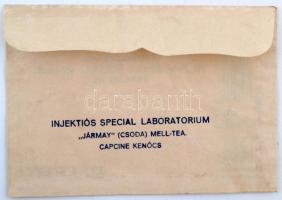 darabanth
INJEKTIÓS SPECIAL LABORATORIUM
„JÁRMAY" (CSODA) MELL-TEA.
CAPCINE KENŐCS